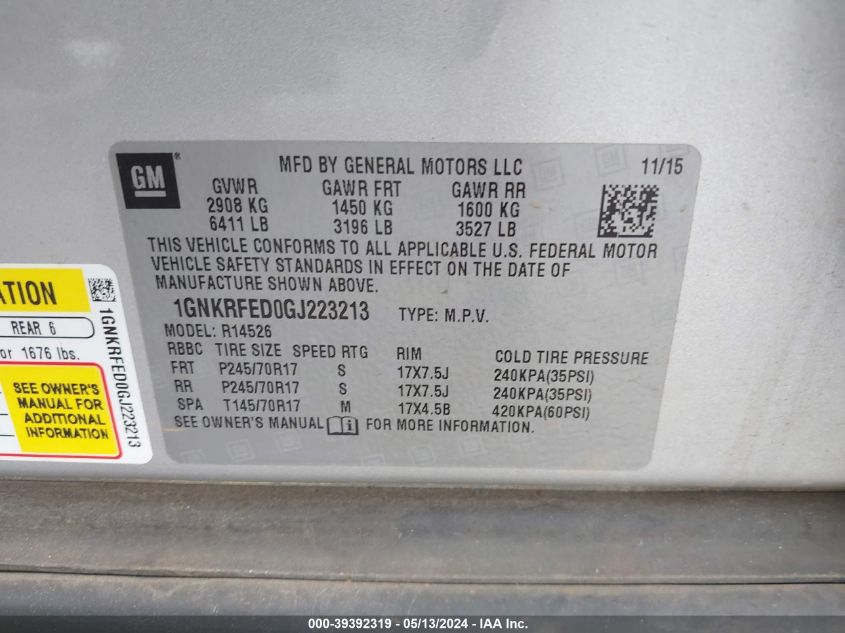 GM
®
MFD BY GENERAL MOTORS LLC 11/15
GVWR GAWR FRT GAWR RR
2908 KG 1450 KG 1600 KG
6411 LB 3196 LB 3527 LB
THIS VEHICLE CONFORMS TO ALL APPLICABLE U.S. FEDERAL MOTOR
VEHICLE SAFETY STANDARDS IN EFFECT ON THE DATE OF
MANUFACTURE SHOWN ABOVE.
1GNKRFED0GJ223213 TYPE: M.P.V.
MODEL: R14526
RBBC TIRE SIZE SPEED RTG RIM COLD TIRE PRESSURE
FRT P245/70R17 S 17X7.5J 240KPA(35PSI)
RR P245/70R17 S 17X7.5J 240KPA(35PSI)
SPA T145/70R17 M 17X4.5B 420KPA(60PSI)
SEE OWNER'S MANUAL FOR MORE INFORMATION.
ATION
REAR 6
or 1676 lbs.
SEE OWNER'S
MANUAL FOR
ADDITIONAL
INFORMATION
1GNKRFED0GJ223213
000-39392319 - 05/13/2024 - IAA Inc.